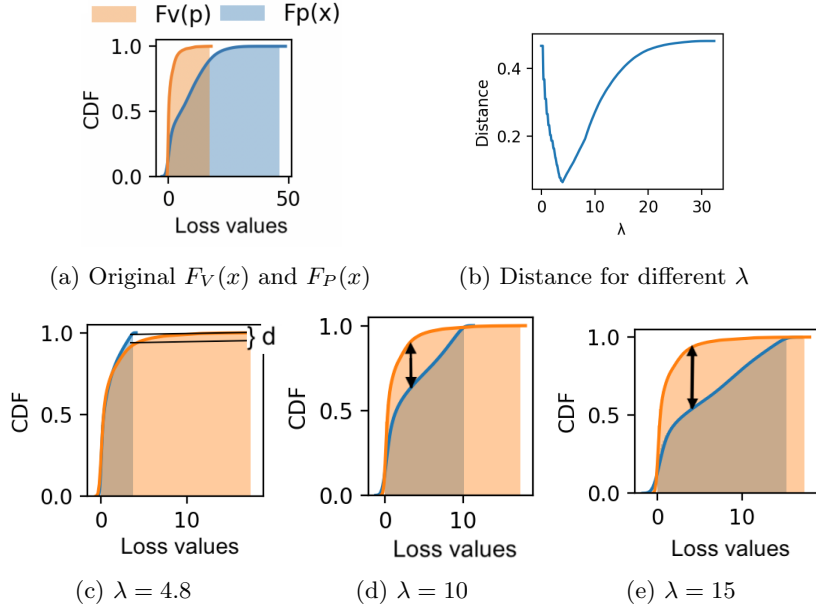 Fv(p) Fp(x)
1.0
0.5
0.0
CDF
0 50
Loss values
0.4
0.2
Distance
0 10 20 30
λ
(a) Original F_V(x) and F_P(x)
(b) Distance for different λ
1.0
0.5
0.0
CDF
} d
0 10
Loss values
(c) λ = 4.8
1.0
0.5
0.0
CDF
0 10
Loss values
(d) λ = 10
1.0
0.5
0.0
CDF
0 10
Loss values
(e) λ = 15